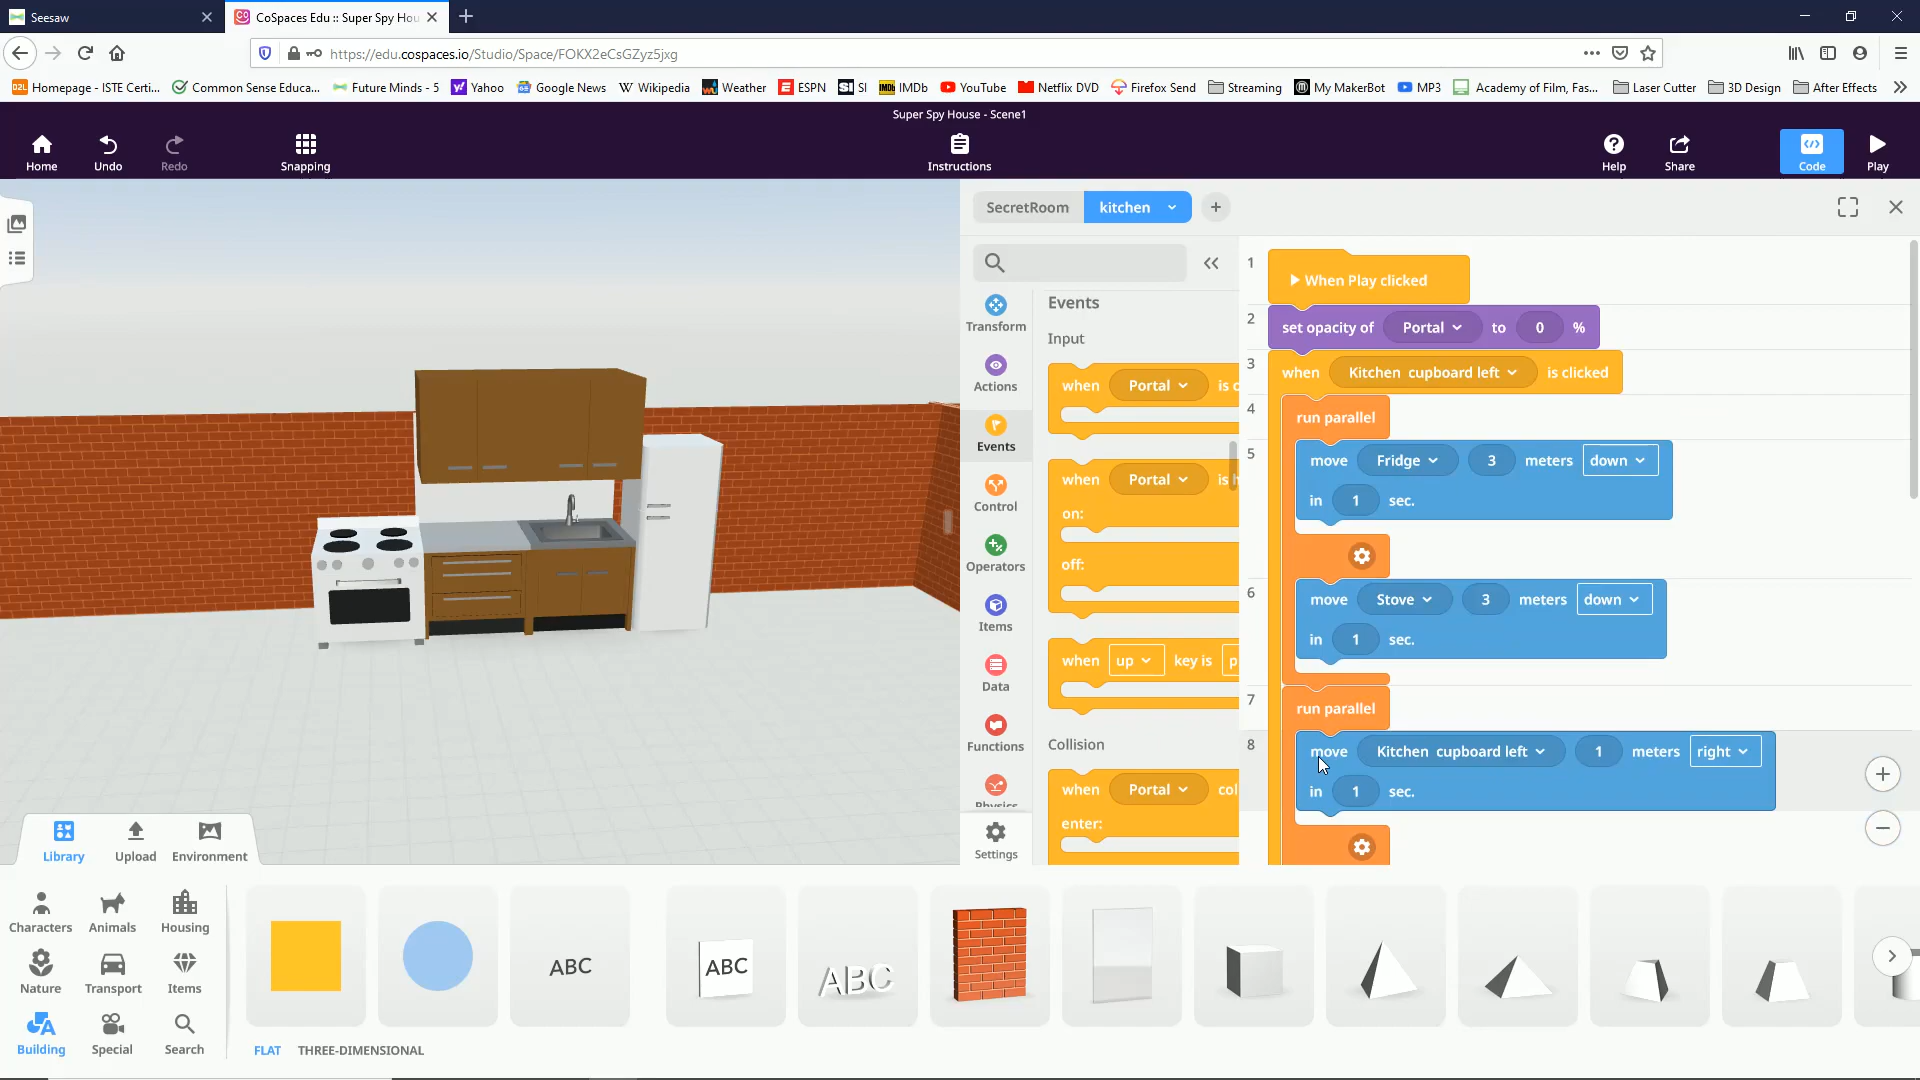 Seesaw
CoSpaces Edu :: Super Spy Hou
https://edu.cospaces.io/Studio/Space/FOKX2eCsGZyz5jxg
Homepage - ISTE Certi... Common Sense Educa... Future Minds - 5 Yahoo Google News Wikipedia Weather ESPN SI IMDb YouTube Netflix DVD Firefox Send Streaming My MakerBot MP3 Academy of Film, Fas... Laser Cutter 3D Design After Effects
Super Spy House - Scene1
Home Undo Redo Snapping Instructions Help Share Code Play
SecretRoom kitchen
Transform
Actions
Events
Control
Operators
Items
Data
Functions
Physics
Settings
Events
Input
when Portal is c
when Portal is h
on:
off:
when up key is p
Collision
when Portal col
enter:
1 When Play clicked
2 set opacity of Portal to 0 %
3 when Kitchen cupboard left is clicked
4 run parallel
5 move Fridge 3 meters down
in 1 sec.
6 move Stove 3 meters down
in 1 sec.
7 run parallel
8 move Kitchen cupboard left 1 meters right
in 1 sec.
Library Upload Environment
Characters Animals Housing
Nature Transport Items
Building Special Search
ABC ABC ABC
FLAT THREE-DIMENSIONAL